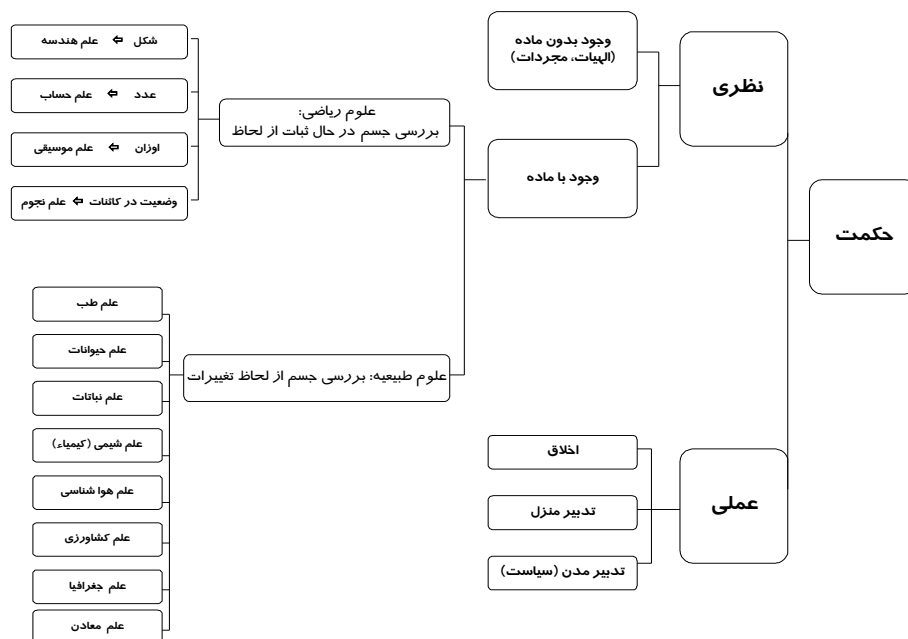 حکمت
نظری
وجود بدون ماده
(الهیات، مجردات)
وجود با ماده
علوم ریاضی:
بررسی جسم در حال ثبات از لحاظ
شکل ⇦ علم هندسه
عدد ⇦ علم حساب
اوزان ⇦ علم موسیقی
وضعیت در کائنات ⇦ علم نجوم
علوم طبیعیه: بررسی جسم از لحاظ تغییرات
علم طب
علم حیوانات
علم نباتات
علم شیمی (کیمیاء)
علم هوا شناسی
علم کشاورزی
علم جغرافیا
علم معادن
عملی
اخلاق
تدبیر منزل
تدبیر مدن (سیاست)